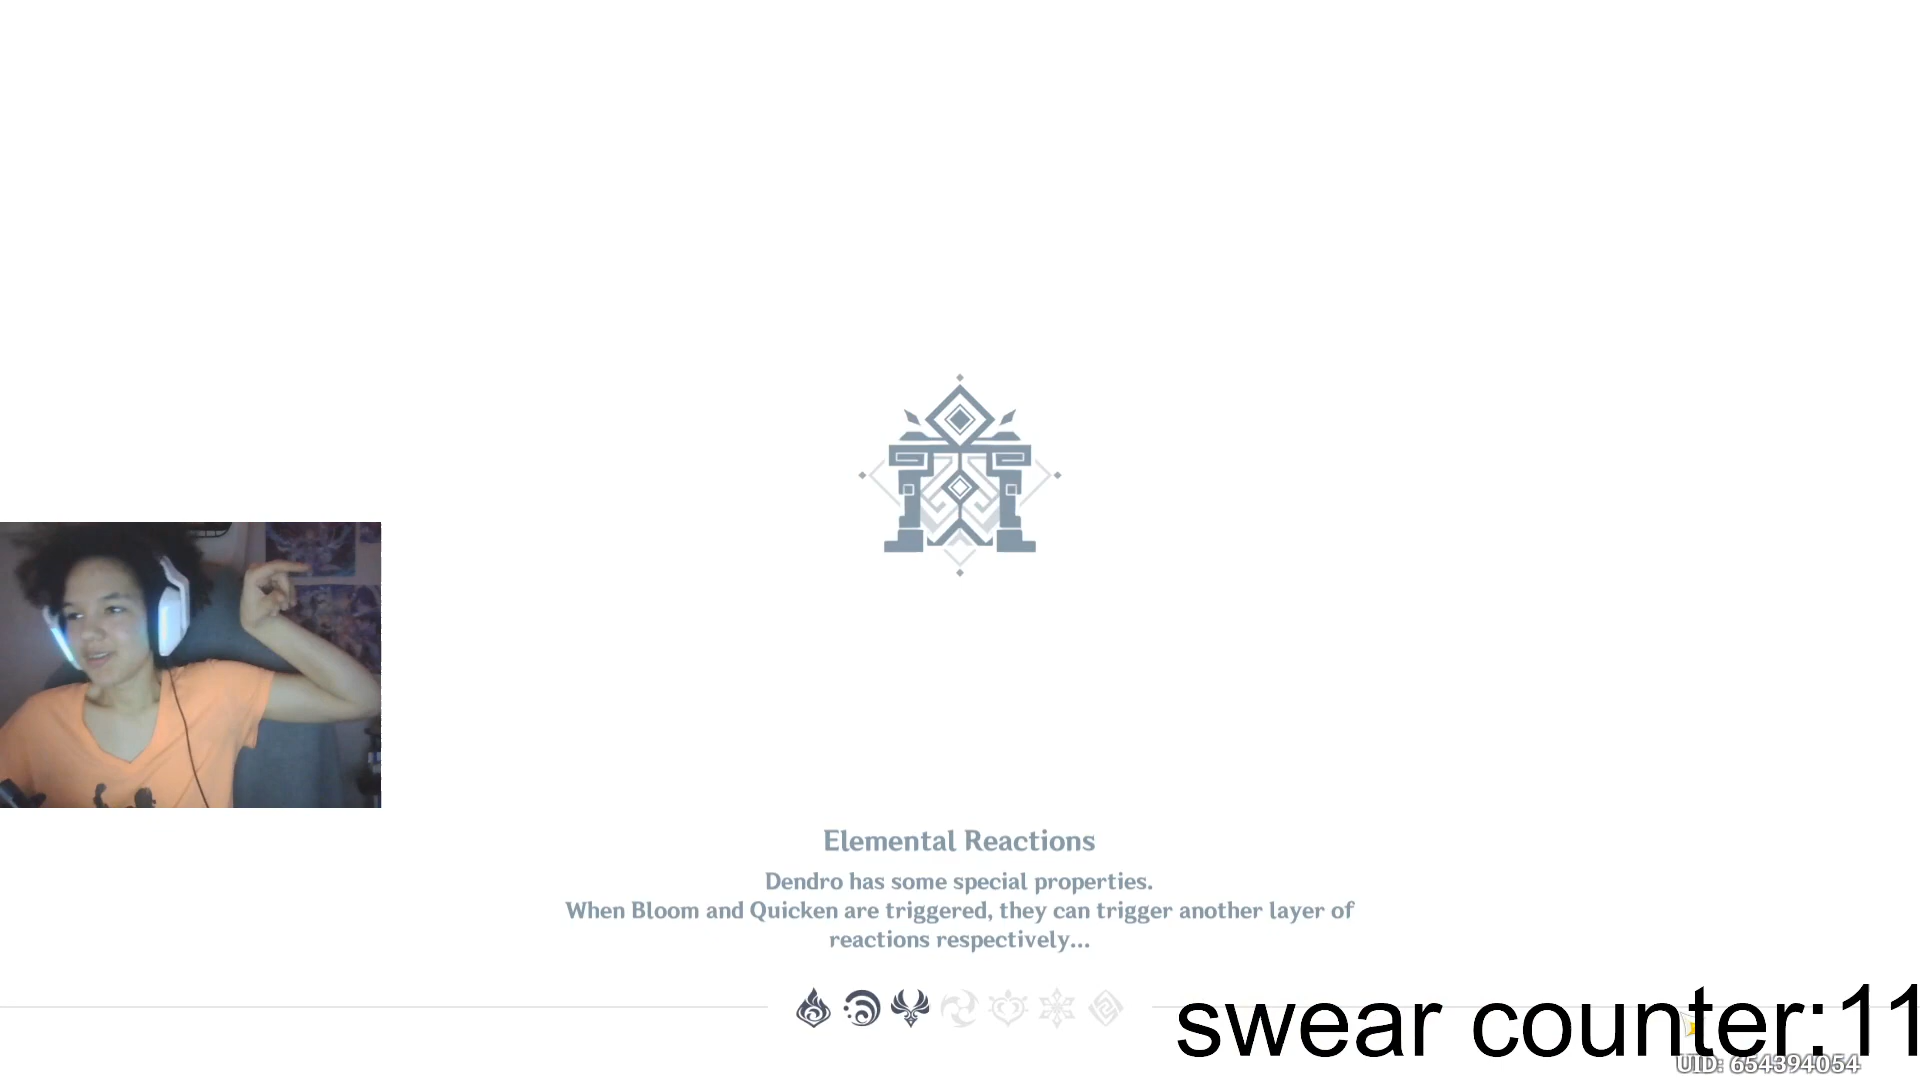 Elemental Reactions
Dendro has some special properties.
When Bloom and Quicken are triggered, they can trigger another layer of
reactions respectively...
swear counter:11
UID: 654394054